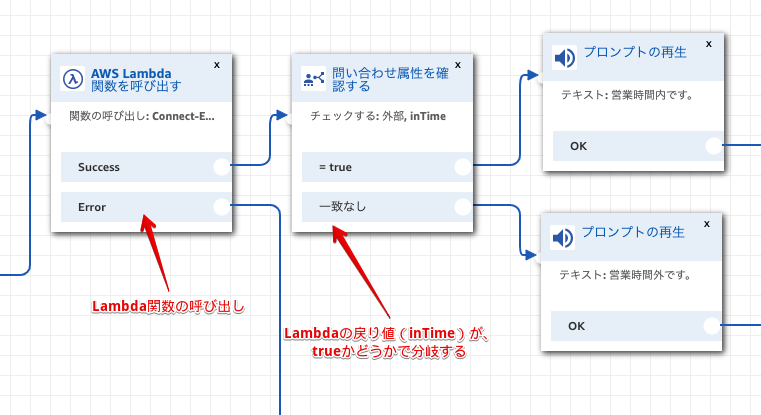 AWS Lambda
関数を呼び出す
x
関数の呼び出し: Connect-E...
Success
Error
問い合わせ属性を確
認する
x
チェックする: 外部, inTime
= true
一致なし
プロンプトの再生
x
テキスト: 営業時間内です。
OK
プロンプトの再生
x
テキスト: 営業時間外です。
OK
Lambda関数の呼び出し
Lambdaの戻り値（inTime）が、
trueかどうかで分岐する